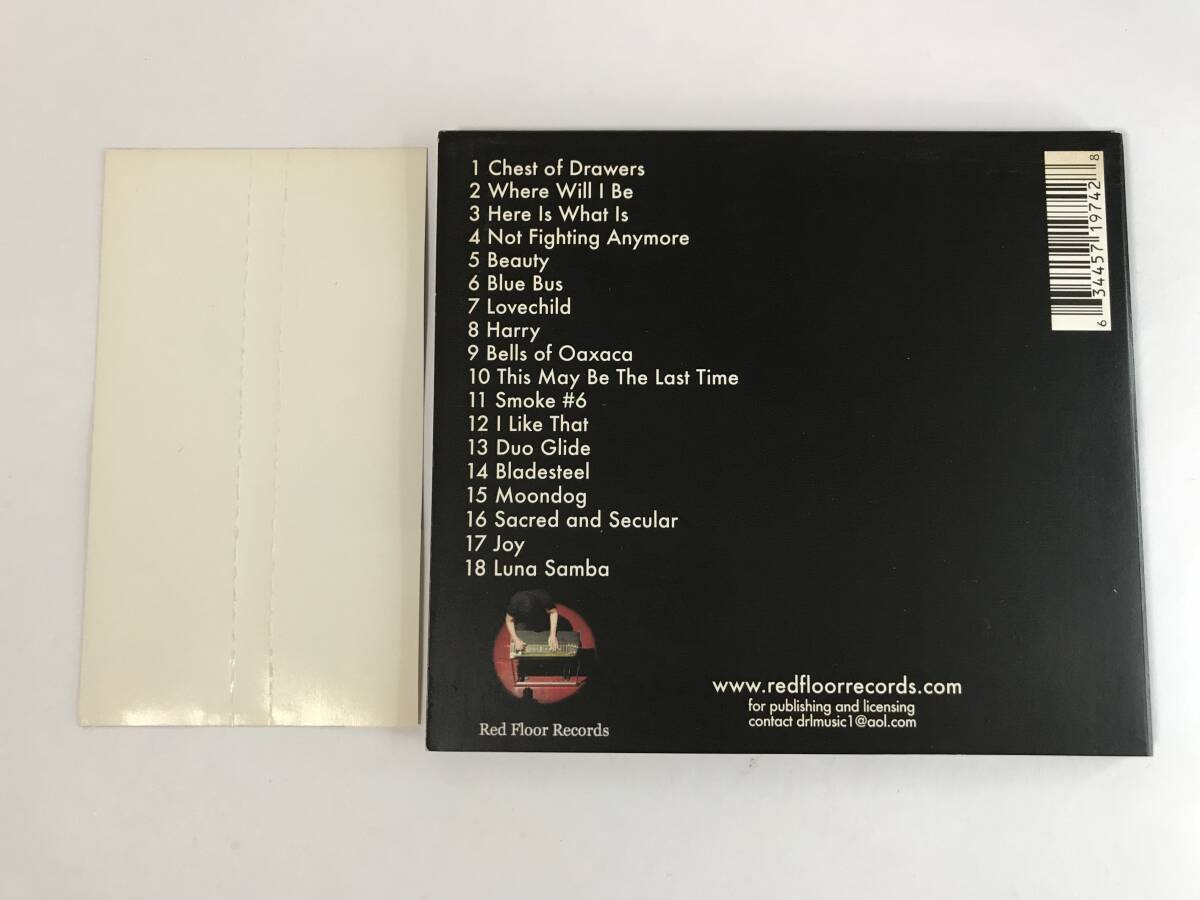 1 Chest of Drawers
2 Where Will I Be
3 Here Is What Is
4 Not Fighting Anymore
5 Beauty
6 Blue Bus
7 Lovechild
8 Harry
9 Bells of Oaxaca
10 This May Be The Last Time
11 Smoke #6
12 I Like That
13 Duo Glide
14 Bladesteel
15 Moondog
16 Sacred and Secular
17 Joy
18 Luna Samba
6 34457 19742 8
Red Floor Records
www.redfloorrecords.com
for publishing and licensing
contact drlmusic1@aol.com